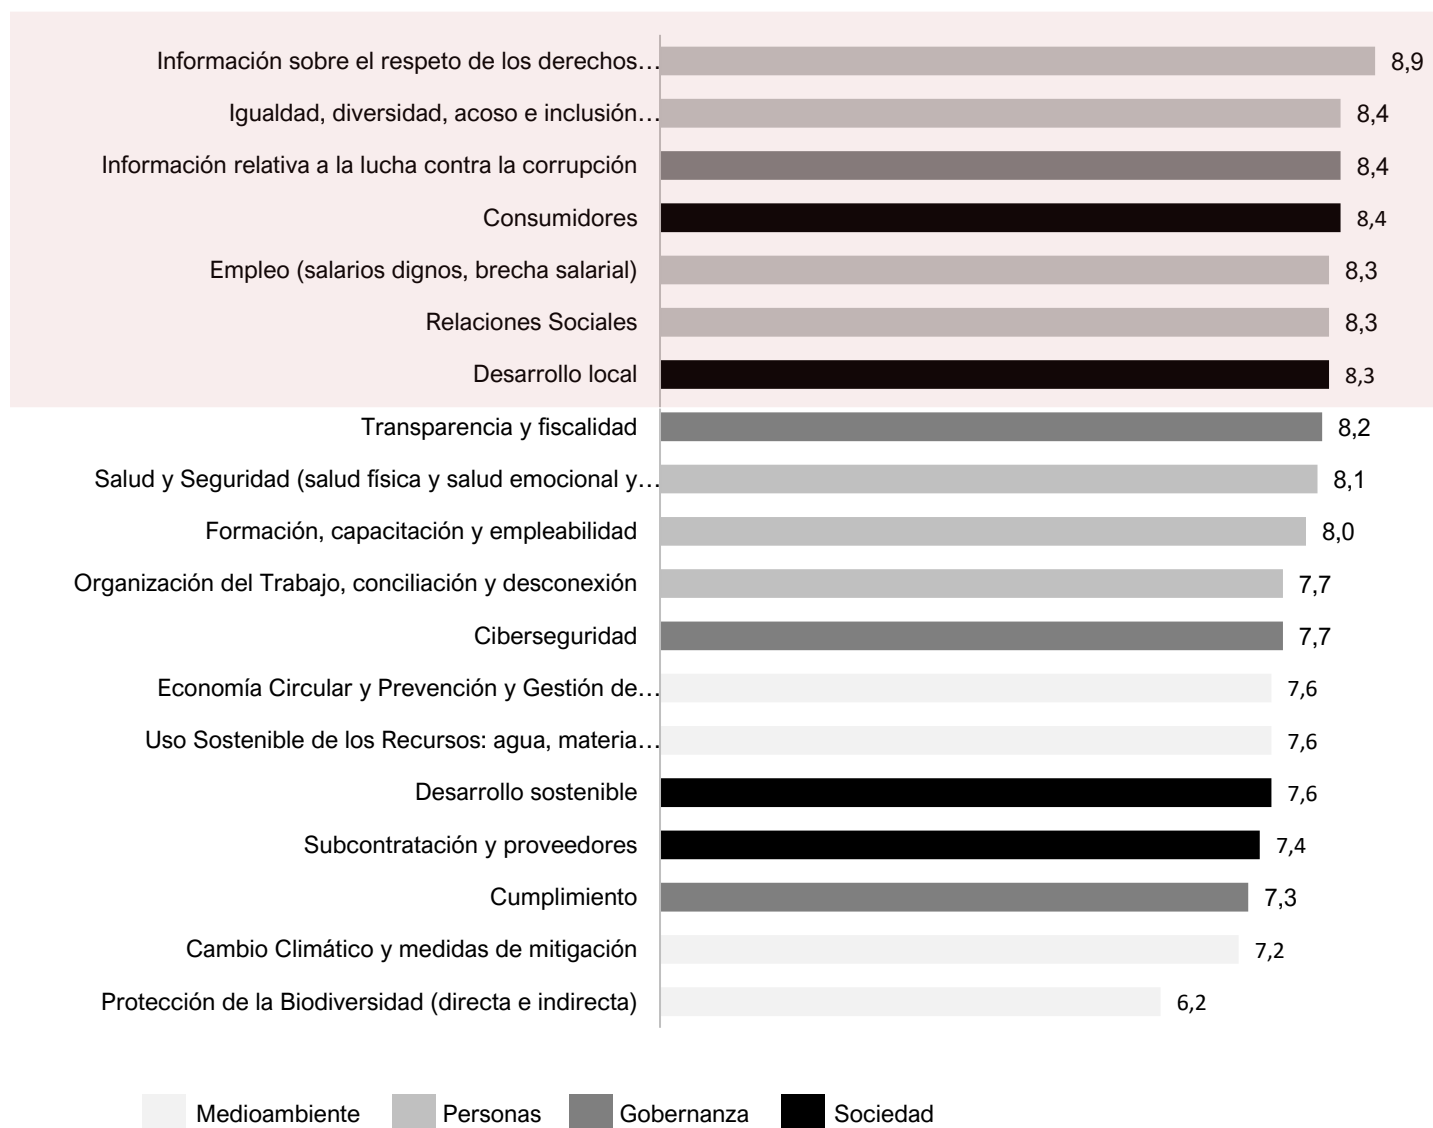 Información sobre el respeto de los derechos… 8,9
Igualdad, diversidad, acoso e inclusión… 8,4
Información relativa a la lucha contra la corrupción 8,4
Consumidores 8,4
Empleo (salarios dignos, brecha salarial) 8,3
Relaciones Sociales 8,3
Desarrollo local 8,3
Transparencia y fiscalidad 8,2
Salud y Seguridad (salud física y salud emocional y… 8,1
Formación, capacitación y empleabilidad 8,0
Organización del Trabajo, conciliación y desconexión 7,7
Ciberseguridad 7,7
Economía Circular y Prevención y Gestión de… 7,6
Uso Sostenible de los Recursos: agua, materia… 7,6
Desarrollo sostenible 7,6
Subcontratación y proveedores 7,4
Cumplimiento 7,3
Cambio Climático y medidas de mitigación 7,2
Protección de la Biodiversidad (directa e indirecta) 6,2
Medioambiente Personas Gobernanza Sociedad